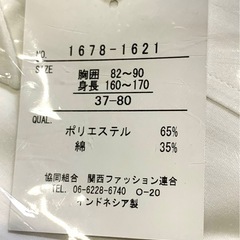 NO. 1678-1621
SIZE
胸囲 82〜90
身長 160〜170
37-80
QUAL.
ポリエステル 65%
綿 35%
協同組合 関西ファッション連合
TEL. 06-6228-6740 O-20
インドネシア製